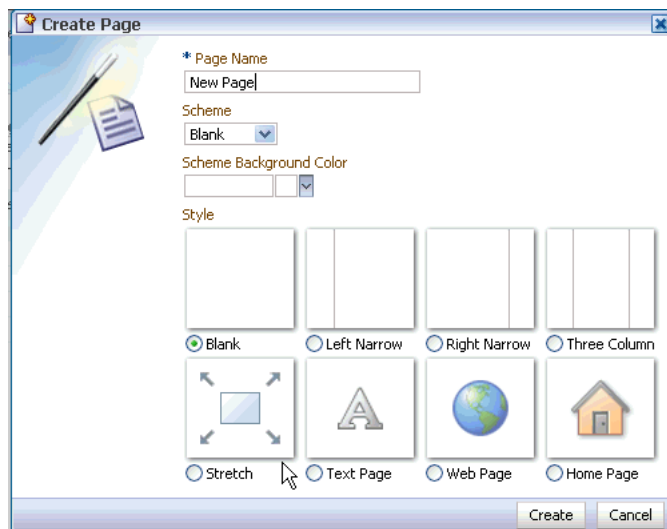 Create Page
* Page Name
New Page
Scheme
Blank
Scheme Background Color
Style
Blank
Left Narrow
Right Narrow
Three Column
Stretch
Text Page
Web Page
Home Page
Create
Cancel